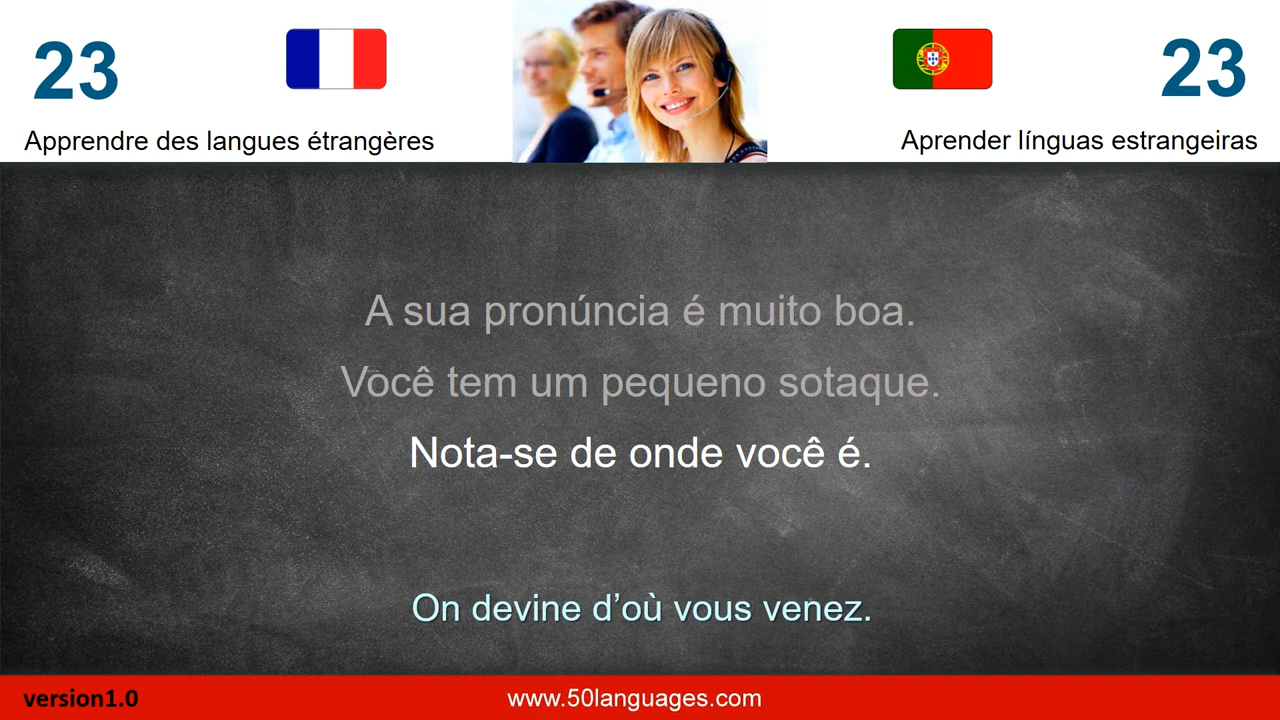 23
23
Apprendre des langues étrangères
Aprender línguas estrangeiras
A sua pronúncia é muito boa.
Você tem um pequeno sotaque.
Nota-se de onde você é.
On devine d’où vous venez.
version1.0
www.50languages.com